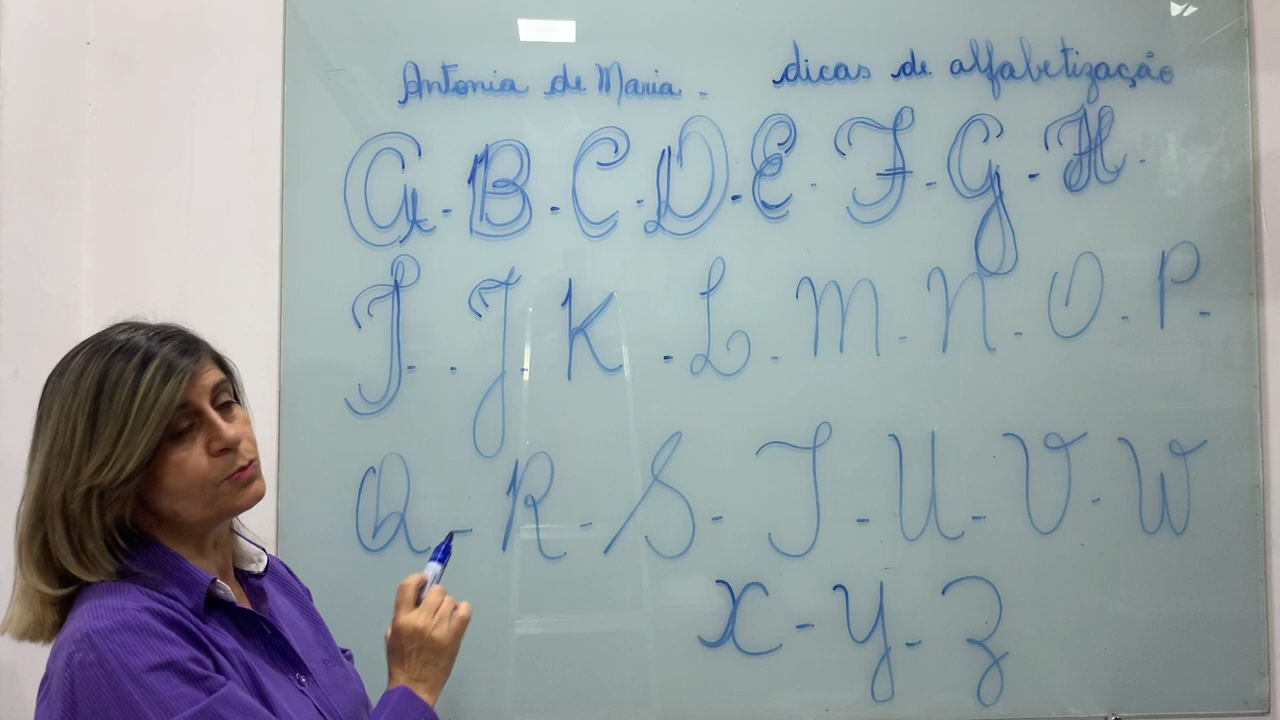 Antonia de Maria. dicas de alfabetização
A - B - C - D - E - F - G - H -
I - - J - K - L - M - N - O - P -
Q - R - S - T - U - V - W
X - Y - Z